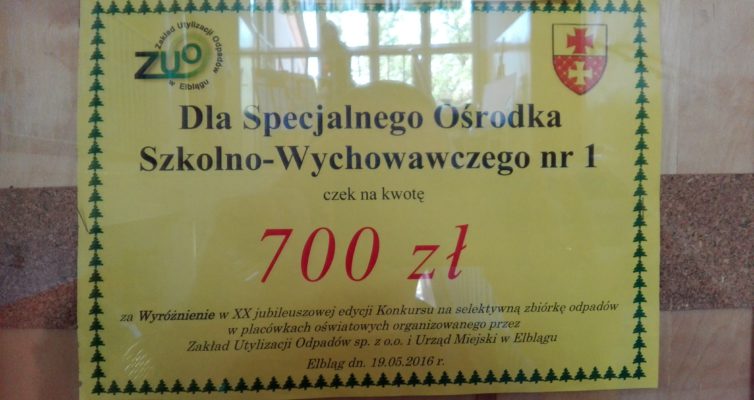 Zakład Utylizacji Odpadów
ZUO
w Elblągu
Dla Specjalnego Ośrodka
Szkolno-Wychowawczego nr 1
czek na kwotę
700 zł
za Wyróżnienie w XX jubileuszowej edycji Konkursu na selektywną zbiórkę odpadów
w placówkach oświatowych organizowanego przez
Zakład Utylizacji Odpadów sp. z o.o. i Urząd Miejski w Elblągu
Elbląg dn. 19.05.2016 r.